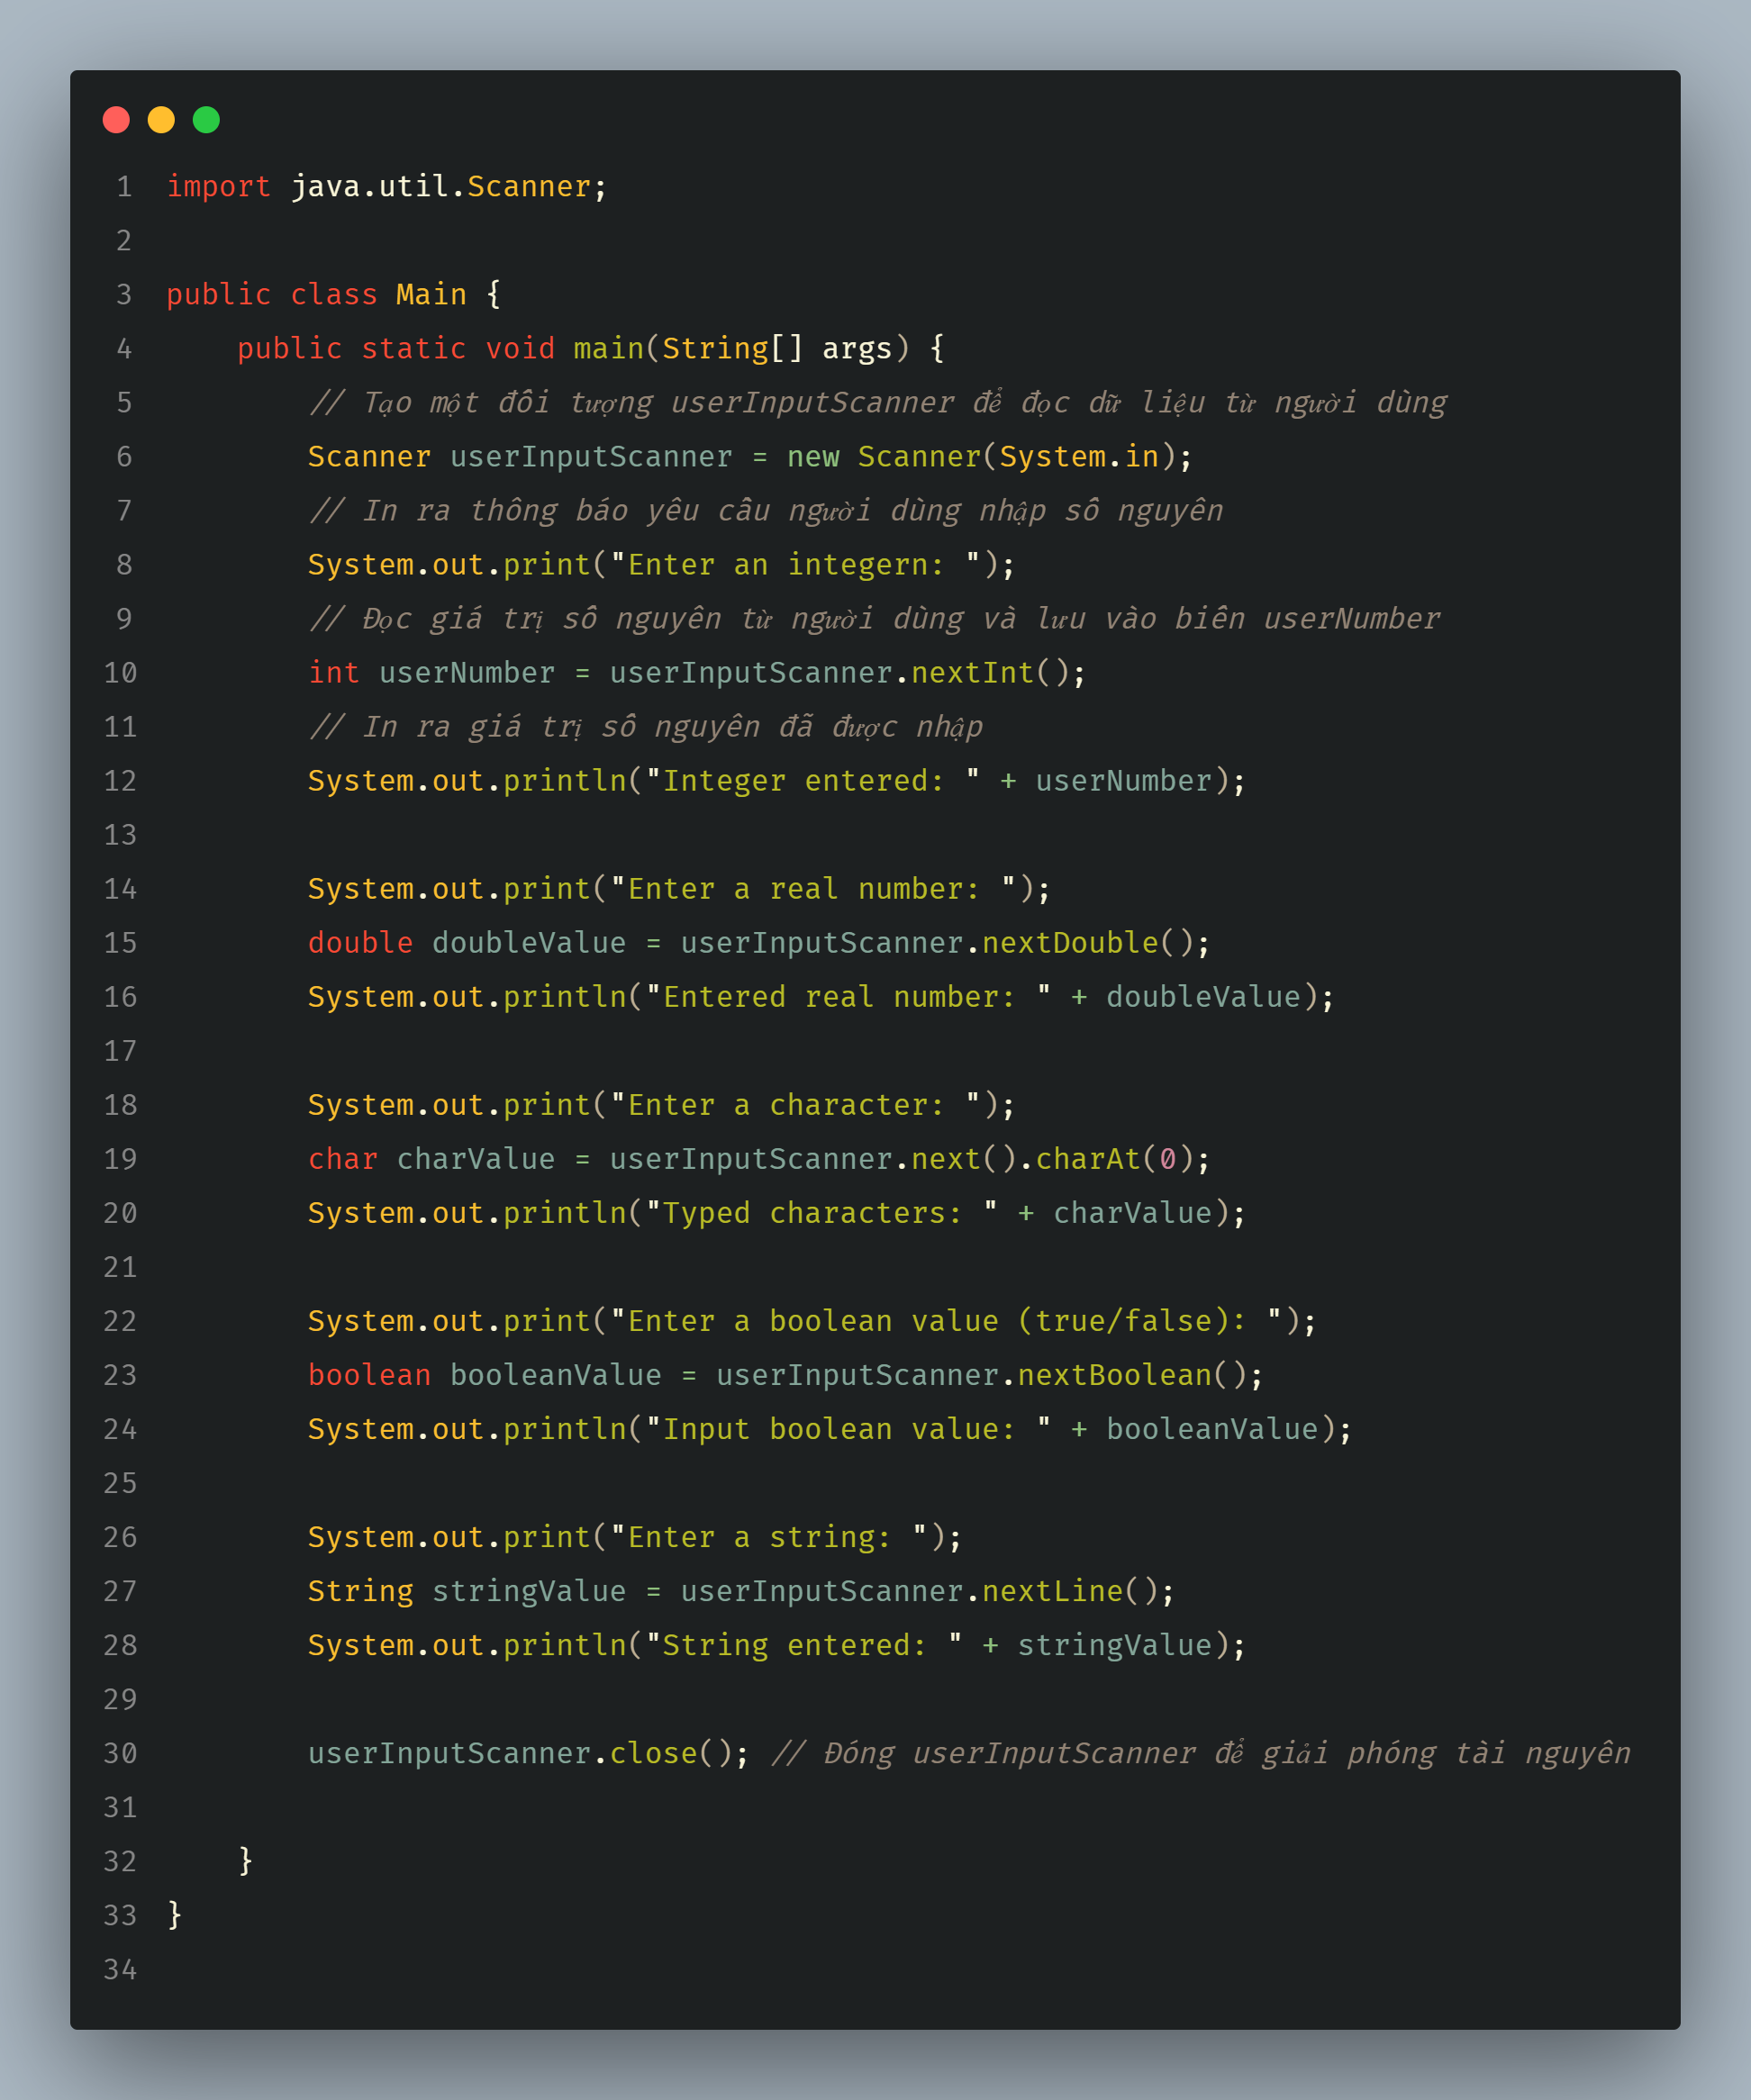 1 import java.util.Scanner;
2
3 public class Main {
4     public static void main(String[] args) {
5         // Tạo một đối tượng userInputScanner để đọc dữ liệu từ người dùng
6         Scanner userInputScanner = new Scanner(System.in);
7         // In ra thông báo yêu cầu người dùng nhập số nguyên
8         System.out.print("Enter an integern: ");
9         // Đọc giá trị số nguyên từ người dùng và lưu vào biến userNumber
10         int userNumber = userInputScanner.nextInt();
11         // In ra giá trị số nguyên đã được nhập
12         System.out.println("Integer entered: " + userNumber);
13
14         System.out.print("Enter a real number: ");
15         double doubleValue = userInputScanner.nextDouble();
16         System.out.println("Entered real number: " + doubleValue);
17
18         System.out.print("Enter a character: ");
19         char charValue = userInputScanner.next().charAt(0);
20         System.out.println("Typed characters: " + charValue);
21
22         System.out.print("Enter a boolean value (true/false): ");
23         boolean booleanValue = userInputScanner.nextBoolean();
24         System.out.println("Input boolean value: " + booleanValue);
25
26         System.out.print("Enter a string: ");
27         String stringValue = userInputScanner.nextLine();
28         System.out.println("String entered: " + stringValue);
29
30         userInputScanner.close(); // Đóng userInputScanner để giải phóng tài nguyên
31
32     }
33 }
34